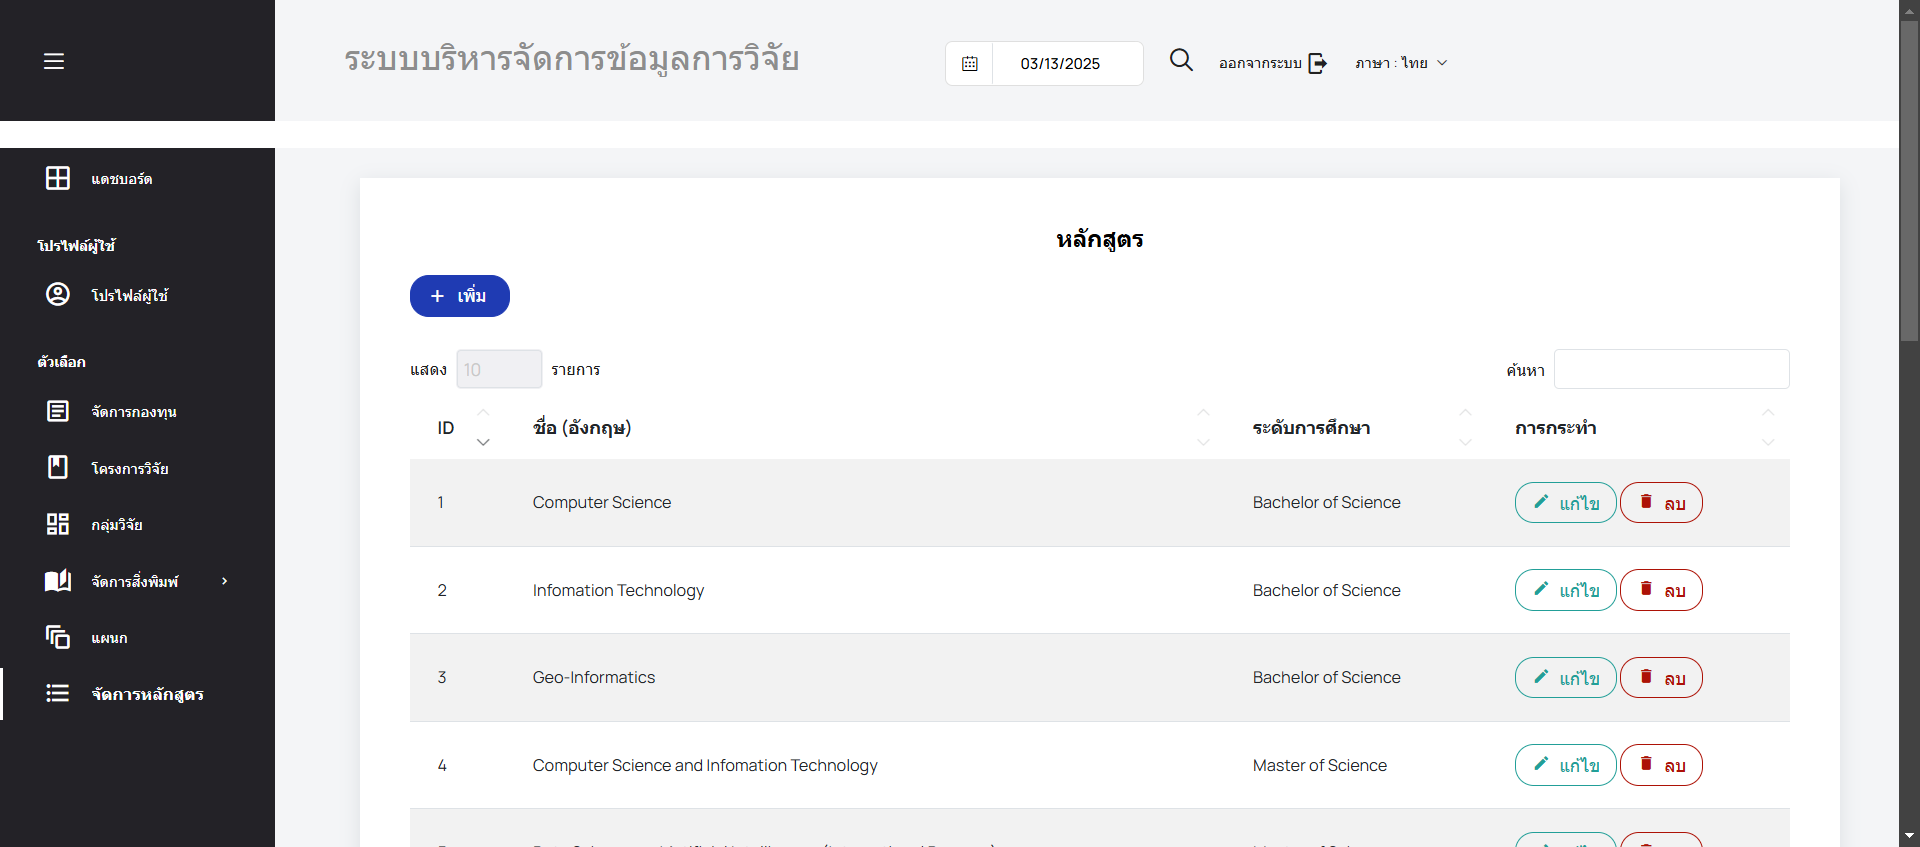 ระบบบริหารจัดการข้อมูลการวิจัย
03/13/2025
ออกจากระบบ
ภาษา : ไทย
แดชบอร์ด
โปรไฟล์ผู้ใช้
โปรไฟล์ผู้ใช้
ตัวเลือก
จัดการกองทุน
โครงการวิจัย
กลุ่มวิจัย
จัดการสิ่งพิมพ์
แผนก
จัดการหลักสูตร
หลักสูตร
+ เพิ่ม
แสดง 10 รายการ
ค้นหา
ID ชื่อ (อังกฤษ) ระดับการศึกษา การกระทำ
1 Computer Science Bachelor of Science แก้ไข ลบ
2 Infomation Technology Bachelor of Science แก้ไข ลบ
3 Geo-Informatics Bachelor of Science แก้ไข ลบ
4 Computer Science and Infomation Technology Master of Science แก้ไข ลบ